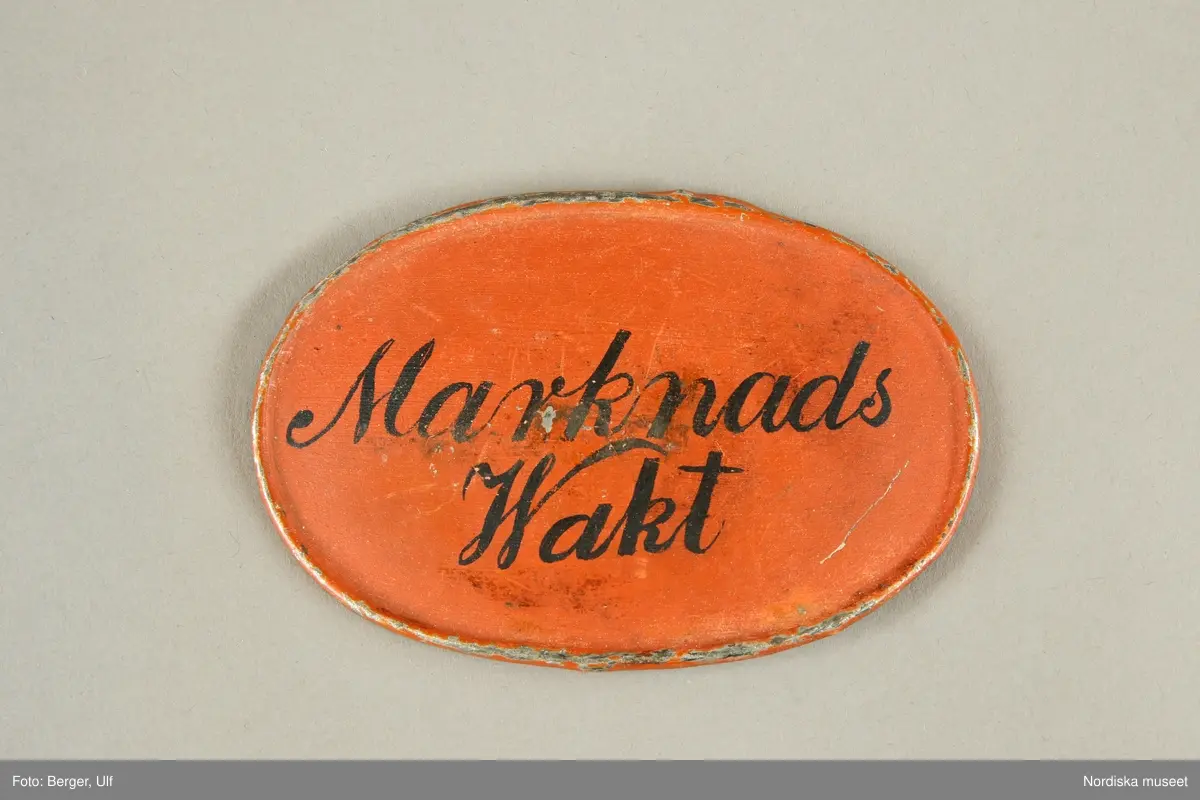 Marknads
Wakt
Foto: Berger, Ulf
Nordiska museet